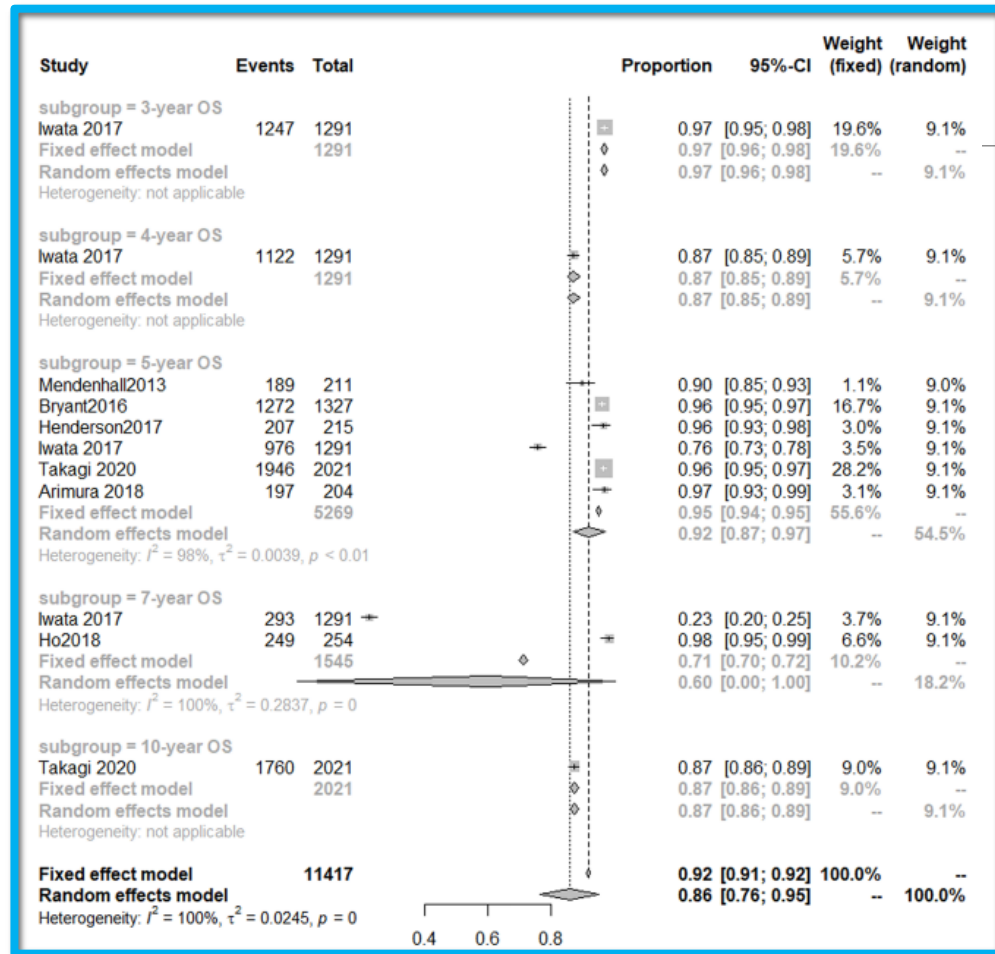 Weight Weight
Study Events Total Proportion 95%-CI (fixed) (random)
subgroup = 3-year OS
Iwata 2017 1247 1291 0.97 [0.95; 0.98] 19.6% 9.1%
Fixed effect model 1291 0.97 [0.96; 0.98] 19.6% --
Random effects model 0.97 [0.96; 0.98] -- 9.1%
Heterogeneity: not applicable
subgroup = 4-year OS
Iwata 2017 1122 1291 0.87 [0.85; 0.89] 5.7% 9.1%
Fixed effect model 1291 0.87 [0.85; 0.89] 5.7% --
Random effects model 0.87 [0.85; 0.89] -- 9.1%
Heterogeneity: not applicable
subgroup = 5-year OS
Mendenhall2013 189 211 0.90 [0.85; 0.93] 1.1% 9.0%
Bryant2016 1272 1327 0.96 [0.95; 0.97] 16.7% 9.1%
Henderson2017 207 215 0.96 [0.93; 0.98] 3.0% 9.1%
Iwata 2017 976 1291 0.76 [0.73; 0.78] 3.5% 9.1%
Takagi 2020 1946 2021 0.96 [0.95; 0.97] 28.2% 9.1%
Arimura 2018 197 204 0.97 [0.93; 0.99] 3.1% 9.1%
Fixed effect model 5269 0.95 [0.94; 0.95] 55.6% --
Random effects model 0.92 [0.87; 0.97] -- 54.5%
Heterogeneity: I² = 98%, τ² = 0.0039, p < 0.01
subgroup = 7-year OS
Iwata 2017 293 1291 0.23 [0.20; 0.25] 3.7% 9.1%
Ho2018 249 254 0.98 [0.95; 0.99] 6.6% 9.1%
Fixed effect model 1545 0.71 [0.70; 0.72] 10.2% --
Random effects model 0.60 [0.00; 1.00] -- 18.2%
Heterogeneity: I² = 100%, τ² = 0.2837, p = 0
subgroup = 10-year OS
Takagi 2020 1760 2021 0.87 [0.86; 0.89] 9.0% 9.1%
Fixed effect model 2021 0.87 [0.86; 0.89] 9.0% --
Random effects model 0.87 [0.86; 0.89] -- 9.1%
Heterogeneity: not applicable
Fixed effect model 11417 0.92 [0.91; 0.92] 100.0% --
Random effects model 0.86 [0.76; 0.95] -- 100.0%
Heterogeneity: I² = 100%, τ² = 0.0245, p = 0
0.4 0.6 0.8